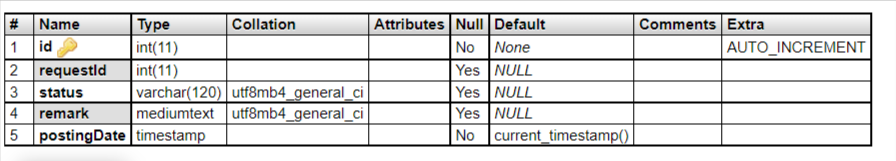 # Name Type Collation Attributes Null Default Comments Extra
1 id int(11) No None AUTO_INCREMENT
2 requestId int(11) Yes NULL
3 status varchar(120) utf8mb4_general_ci Yes NULL
4 remark mediumtext utf8mb4_general_ci Yes NULL
5 postingDate timestamp No current_timestamp()